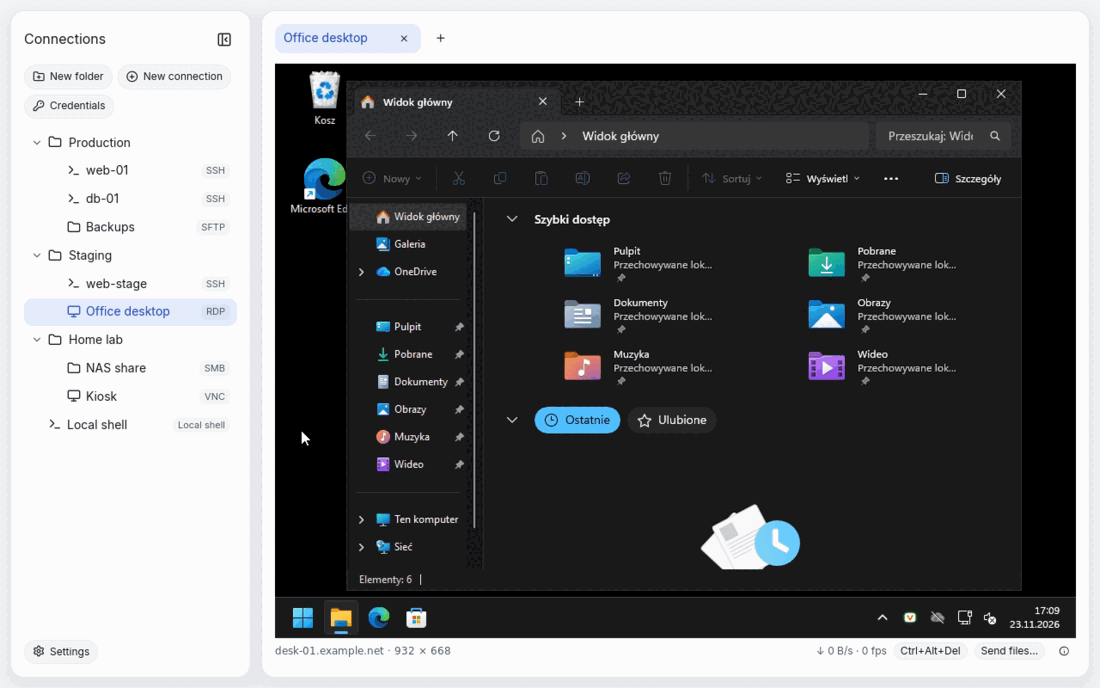 Connections
New folder
New connection
Credentials
Production
web-01 SSH
db-01 SSH
Backups SFTP
Staging
web-stage SSH
Office desktop RDP
Home lab
NAS share SMB
Kiosk VNC
Local shell Local shell
Settings
Office desktop
Kosz
Microsoft Ed
Widok główny
Widok główny
Przeszukaj: Wido
Nowy
Sortuj
Wyświetl
Szczegóły
Widok główny
Galeria
OneDrive
Pulpit
Pobrane
Dokumenty
Obrazy
Muzyka
Wideo
Ten komputer
Sieć
Szybki dostęp
Pulpit
Przechowywane lok...
Pobrane
Przechowywane lok...
Dokumenty
Przechowywane lok...
Obrazy
Przechowywane lok...
Muzyka
Przechowywane lok...
Wideo
Przechowywane lok...
Ostatnie
Ulubione
Elementy: 6
17:09
23.11.2026
desk-01.example.net · 932 × 668
↓ 0 B/s · 0 fps
Ctrl+Alt+Del
Send files...